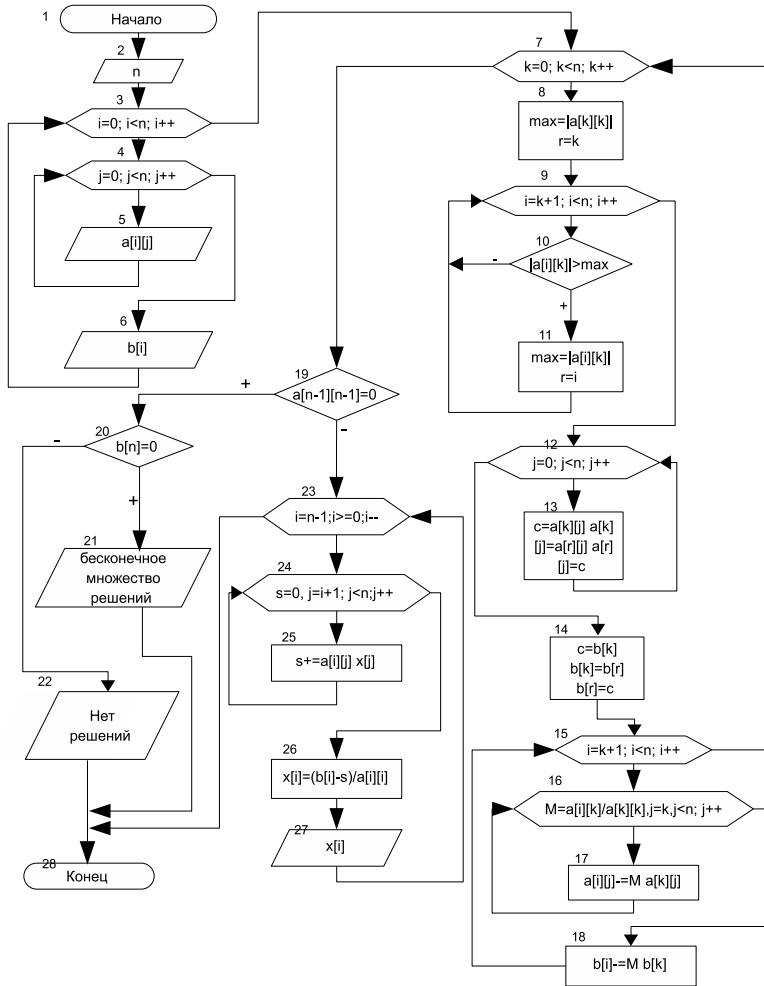 1
Начало
2
n
3
i=0; i<n; i++
4
j=0; j<n; j++
5
a[i][j]
6
b[i]
7
k=0; k<n; k++
8
max=|a[k][k]|
r=k
9
i=k+1; i<n; i++
10
|a[i][k]|>max
-
+
11
max=|a[i][k]|
r=i
12
j=0; j<n; j++
13
c=a[k][j] a[k]
[j]=a[r][j] a[r]
[j]=c
14
c=b[k]
b[k]=b[r]
b[r]=c
15
i=k+1; i<n; i++
16
M=a[i][k]/a[k][k],j=k,j<n; j++
17
a[i][j]-=M a[k][j]
18
b[i]-=M b[k]
19
a[n-1][n-1]=0
+
-
20
b[n]=0
-
+
21
бесконечное
множество
решений
22
Нет
решений
23
i=n-1;i>=0;i--
24
s=0, j=i+1; j<n;j++
25
s+=a[i][j] x[j]
26
x[i]=(b[i]-s)/a[i][i]
27
x[i]
28
Конец